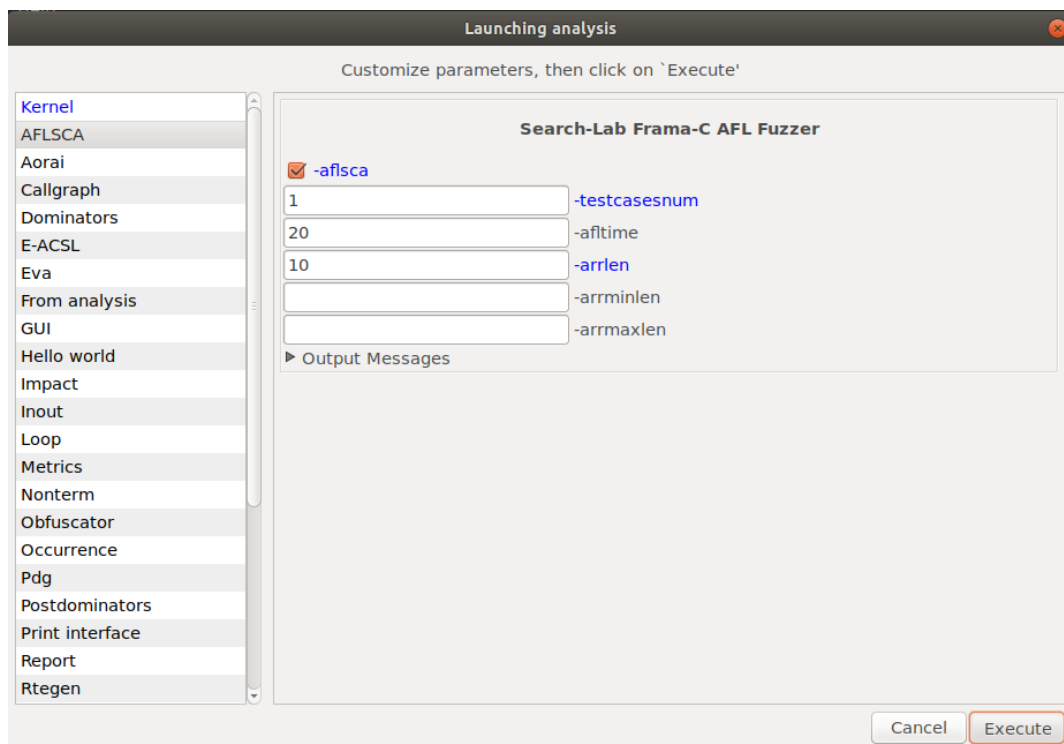 Launching analysis
Customize parameters, then click on `Execute'
Kernel
AFLSCA
Aorai
Callgraph
Dominators
E-ACSL
Eva
From analysis
GUI
Hello world
Impact
Inout
Loop
Metrics
Nonterm
Obfuscator
Occurrence
Pdg
Postdominators
Print interface
Report
Rtegen
Search-Lab Frama-C AFL Fuzzer
-aflsca
1 -testcasesnum
20 -afltime
10 -arrlen
-arrminlen
-arrmaxlen
Output Messages
Cancel Execute